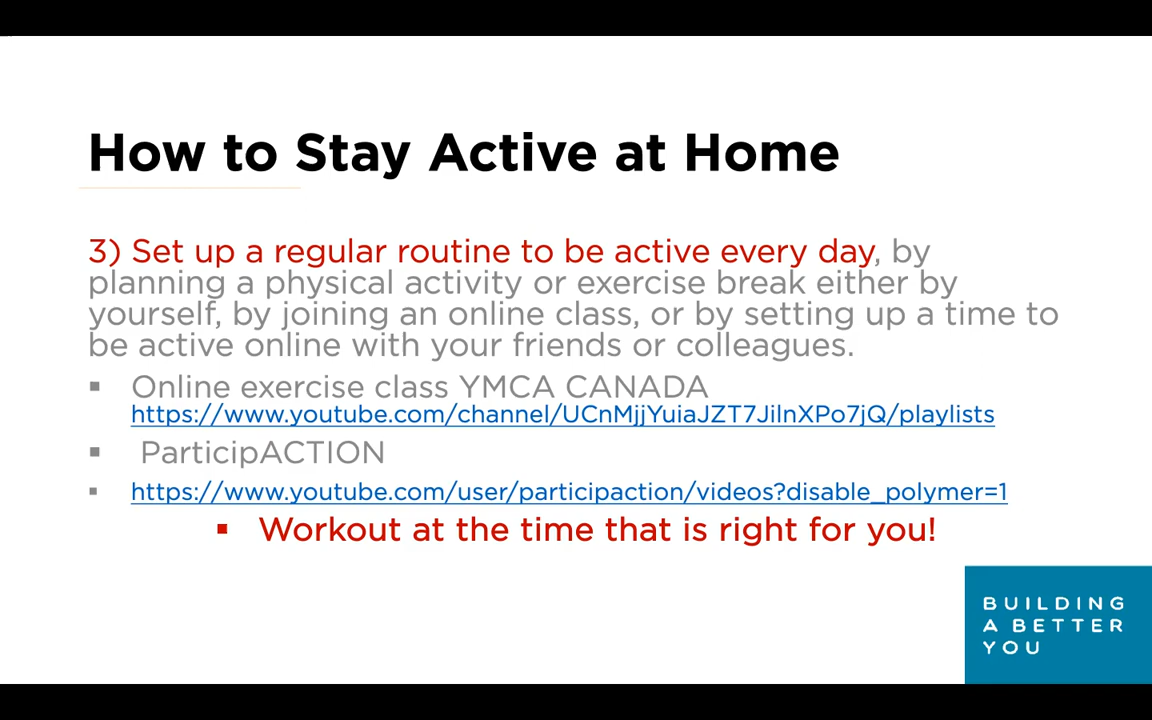 How to Stay Active at Home
3) Set up a regular routine to be active every day, by
planning a physical activity or exercise break either by
yourself, by joining an online class, or by setting up a time to
be active online with your friends or colleagues.
▪ Online exercise class YMCA CANADA
https://www.youtube.com/channel/UCnMjjYuiaJZT7JilnXPo7jQ/playlists
▪ ParticipACTION
▪ https://www.youtube.com/user/participaction/videos?disable_polymer=1
▪ Workout at the time that is right for you!
BUILDING
A BETTER
YOU